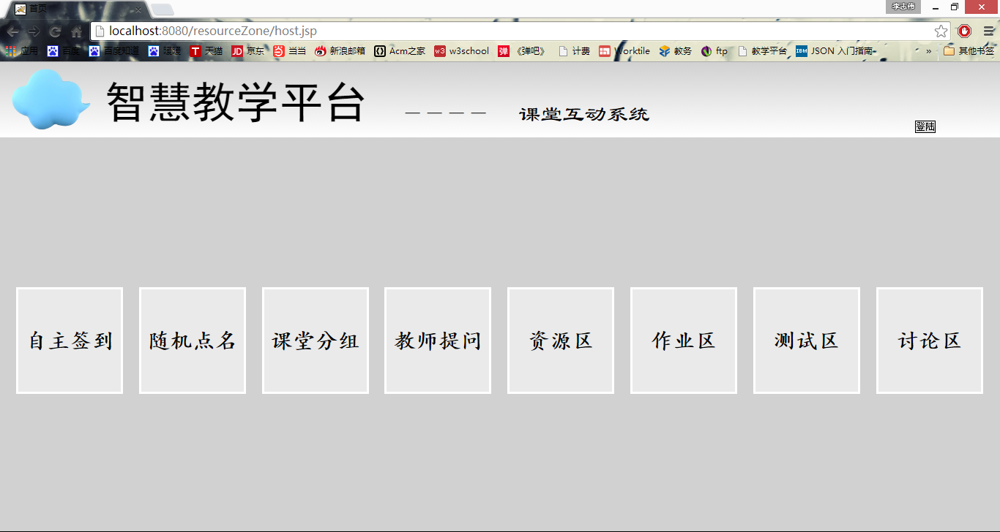 首页
李志伟
localhost:8080/resourceZone/host.jsp
应用 百度 百度知道 暖暖 天猫 京东 当当 新浪邮箱 Acm之家 w3school 《弹吧》 计费 Worktile 教务 ftp 教学平台 JSON 入门指南- » 其他书签
智慧教学平台 ———— 课堂互动系统
登陆
自主签到 随机点名 课堂分组 教师提问 资源区 作业区 测试区 讨论区